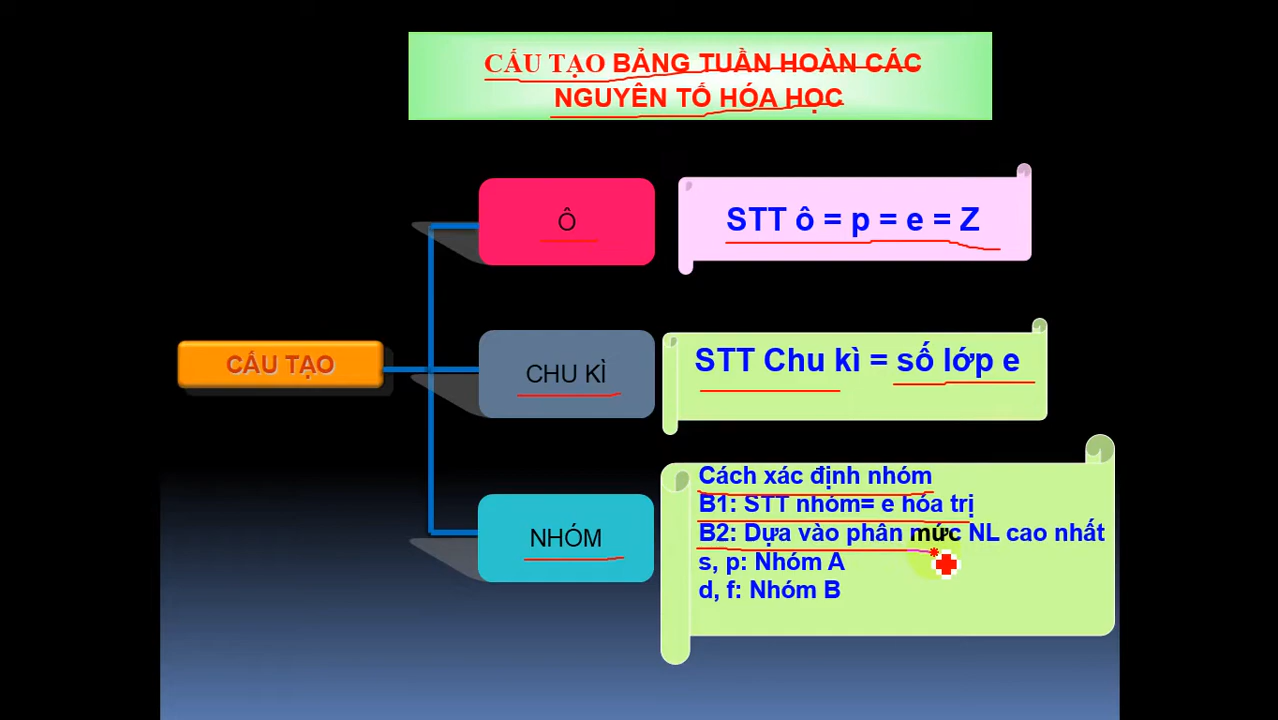 CẤU TẠO BẢNG TUẦN HOÀN CÁC
NGUYÊN TỐ HÓA HỌC
Ô
STT ô = p = e = Z
CẤU TẠO
CHU KÌ
STT Chu kì = số lớp e
NHÓM
Cách xác định nhóm
B1: STT nhóm= e hóa trị
B2: Dựa vào phân mức NL cao nhất
s, p: Nhóm A
d, f: Nhóm B